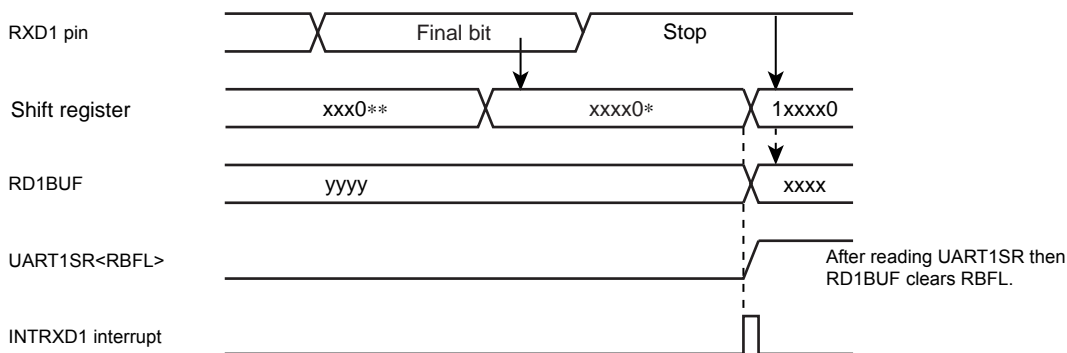 RXD1 pin Final bit Stop
Shift register xxx0** xxxx0* 1xxxx0
RD1BUF yyyy xxxx
UART1SR<RBFL> After reading UART1SR then
RD1BUF clears RBFL.
INTRXD1 interrupt